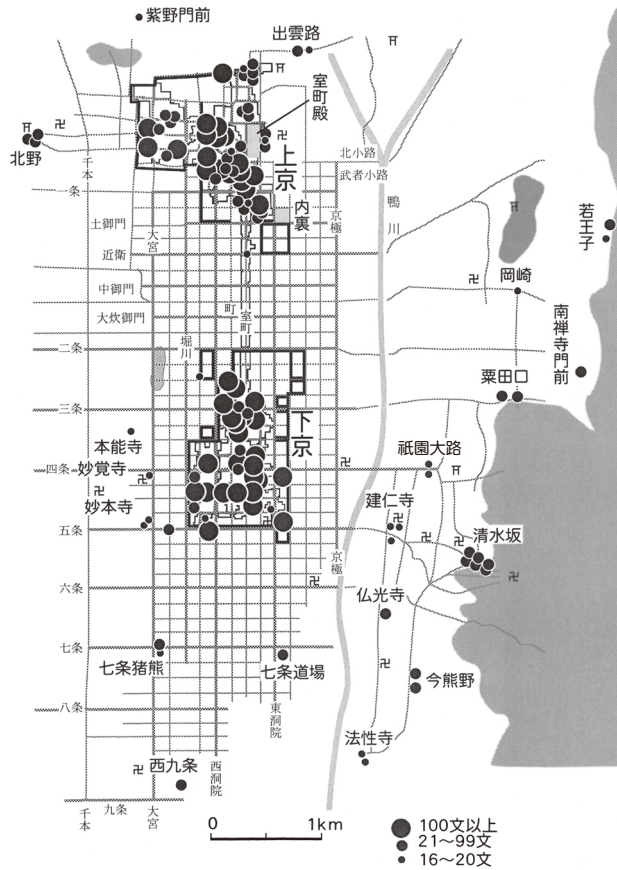 紫野門前
出雲路
室町殿
北野
千本
上京
北小路
武者小路
一条
内裏
京極
鴨川
土御門
大宮
近衛
若王子
岡崎
中御門
町
室町
大炊御門
南禅寺門前
堀川
二条
粟田口
三条
下京
本能寺
祇園大路
四条
妙覚寺
建仁寺
妙本寺
清水坂
五条
京極
六条
仏光寺
七条
七条猪熊
七条道場
今熊野
八条
東洞院
法性寺
西九条
西洞院
千本
九条
大宮
0 1km
100文以上
21〜99文
16〜20文